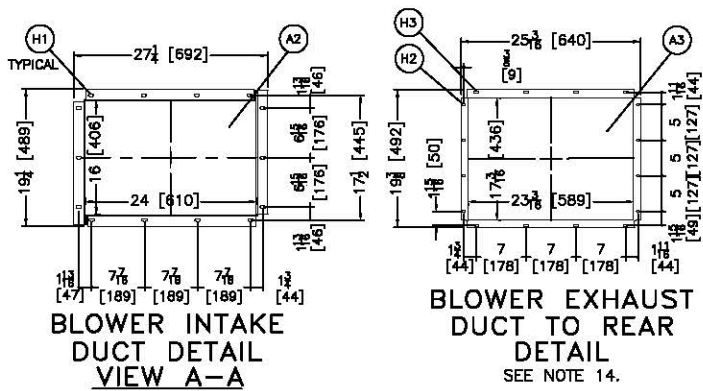 H1
TYPICAL
27¼ [692]
A2
1 13/16 [46]
6 15/16 [176]
6 15/16 [176]
1 13/16 [46]
17½ [445]
19¼ [489]
16 [406]
24 [610]
1 13/16 [47]
7 7/16 [189]
7 7/16 [189]
7 7/16 [189]
1¾ [44]
BLOWER INTAKE
DUCT DETAIL
VIEW A-A
H3
H2
25 3/16 [640]
[9]
A3
1 11/16 [44]
5 [127]
5 [127]
5 [127]
1 15/16 [49]
19⅜ [492]
1 15/16 [50]
17 3/16 [436]
23 3/16 [589]
1¾ [44]
7 [178]
7 [178]
7 [178]
1 11/16 [44]
BLOWER EXHAUST
DUCT TO REAR
DETAIL
SEE NOTE 14.